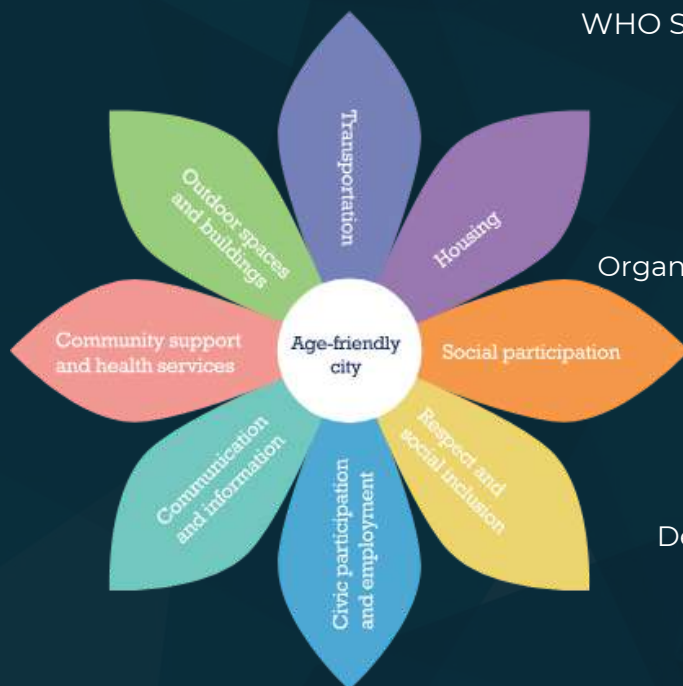 WHO S
Transportation
Outdoor spaces
and buildings
Housing
Organ
Community support
and health services
Age-friendly
city
Social participation
Communication
and information
Respect and
social inclusion
Civic participation
and employment